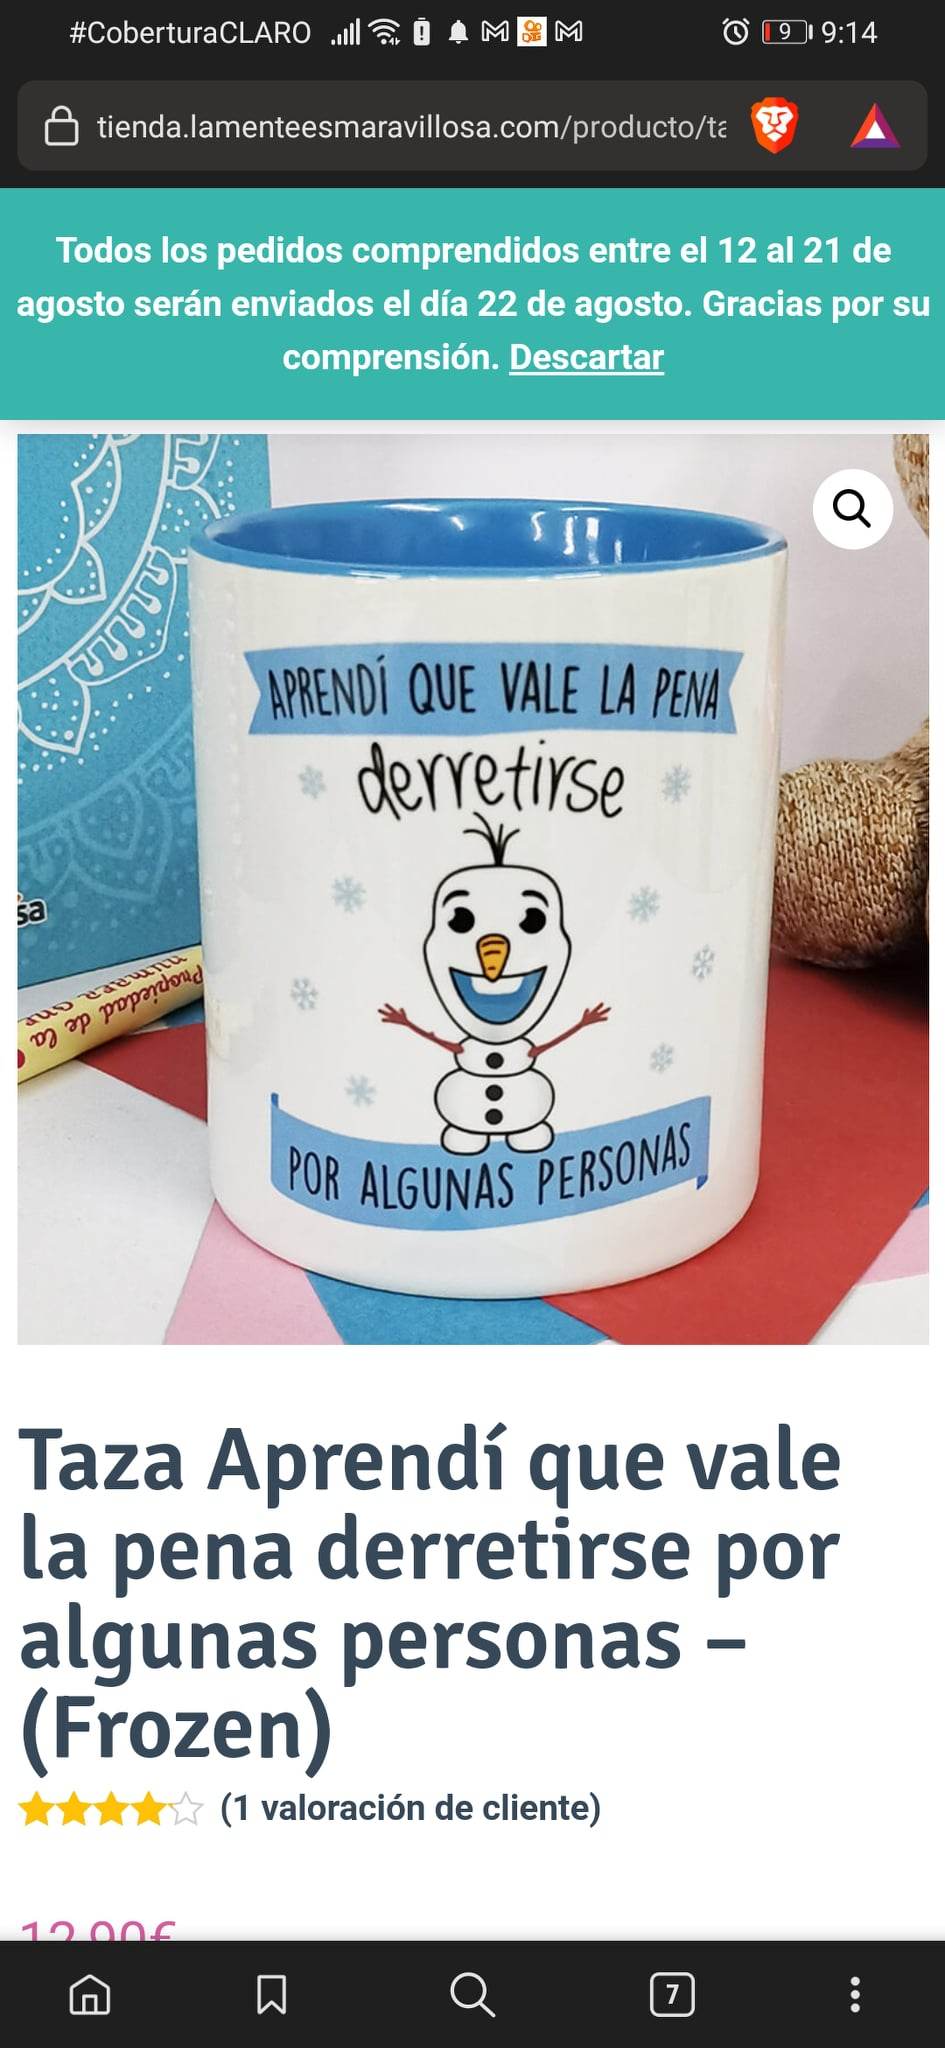 #CoberturaCLARO
9
9:14
tienda.lamenteesmaravillosa.com/producto/ta
Todos los pedidos comprendidos entre el 12 al 21 de
agosto serán enviados el día 22 de agosto. Gracias por su
comprensión. Descartar
APRENDÍ QUE VALE LA PENA
derretirse
POR ALGUNAS PERSONAS
sa
Propiedad de la
Taza Aprendí que vale
la pena derretirse por
algunas personas –
(Frozen)
(1 valoración de cliente)
12,90€
7